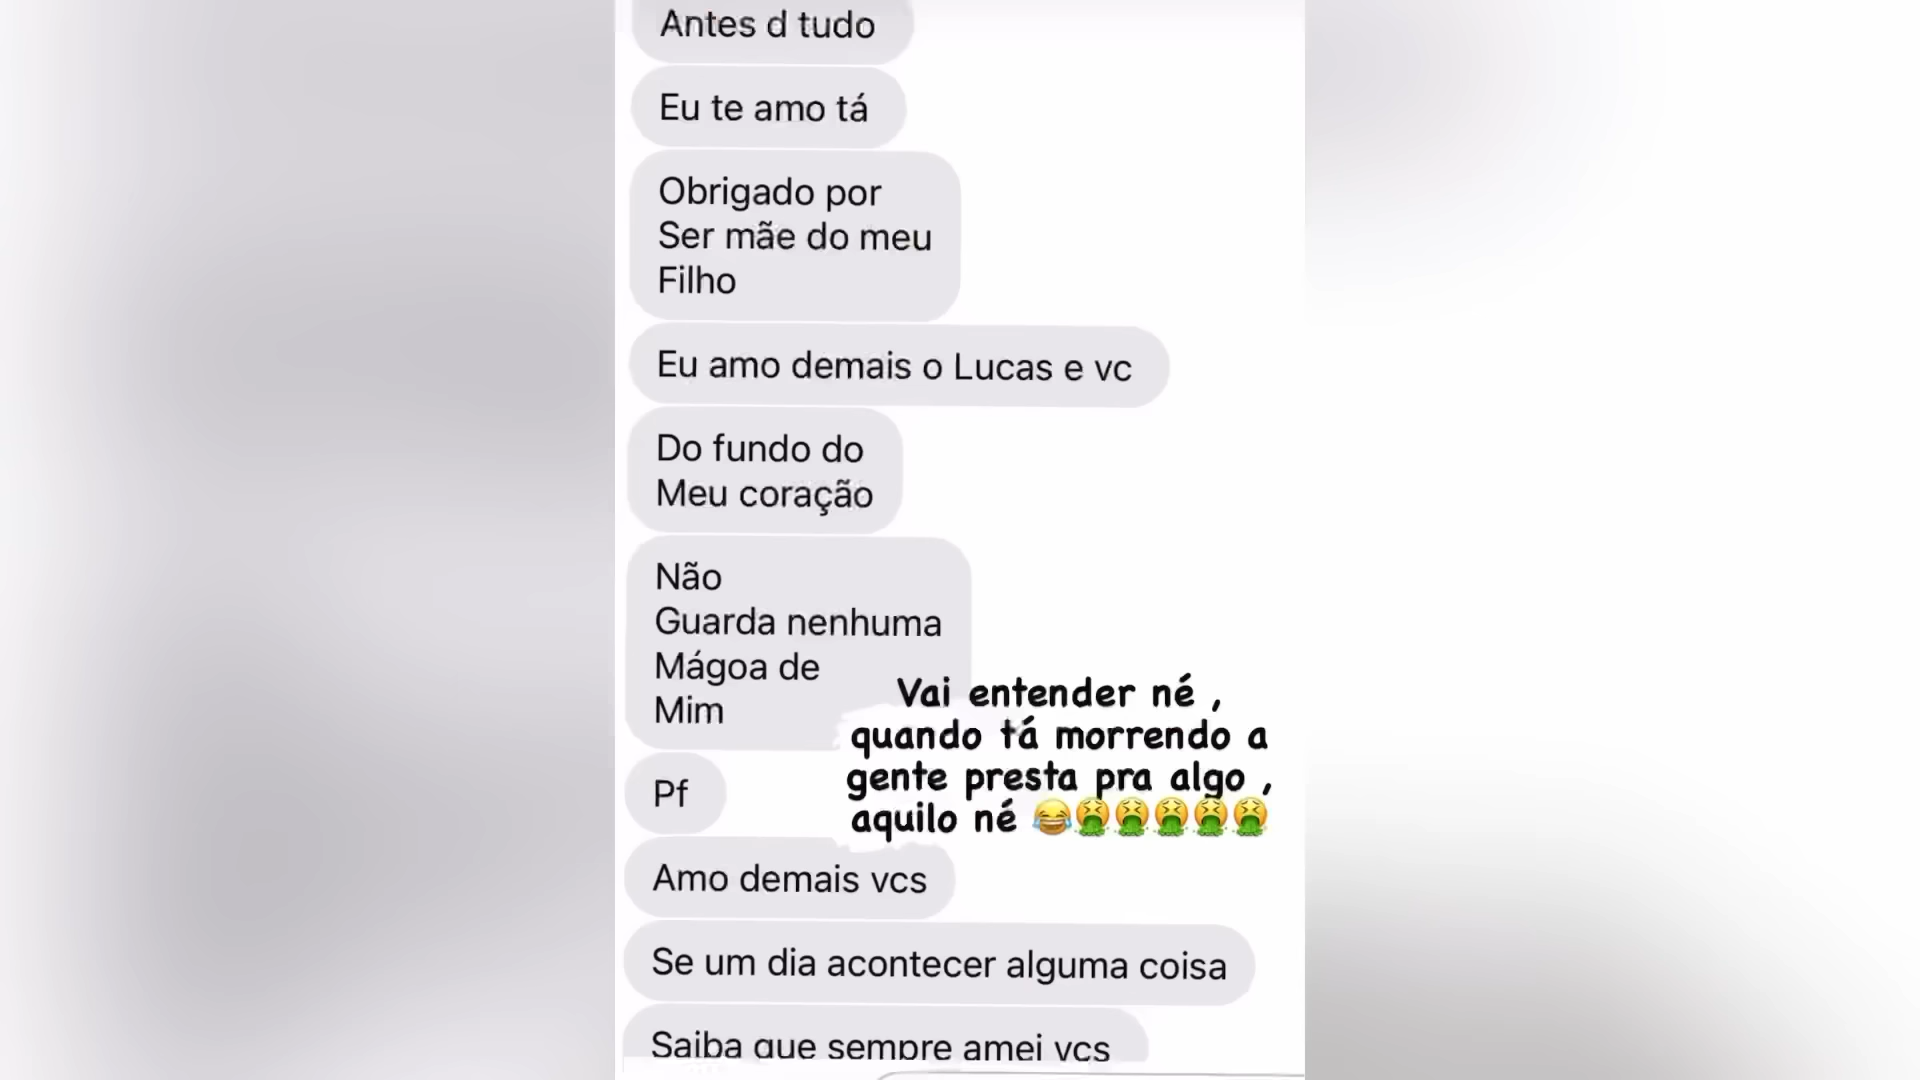 Antes d tudo
Eu te amo tá
Obrigado por
Ser mãe do meu
Filho
Eu amo demais o Lucas e vc
Do fundo do
Meu coração
Não
Guarda nenhuma
Mágoa de
Mim
Vai entender né ,
quando tá morrendo a
gente presta pra algo ,
aquilo né 😂🤮🤮🤮🤮🤮
Pf
Amo demais vcs
Se um dia acontecer alguma coisa
Saiba que sempre amei vcs